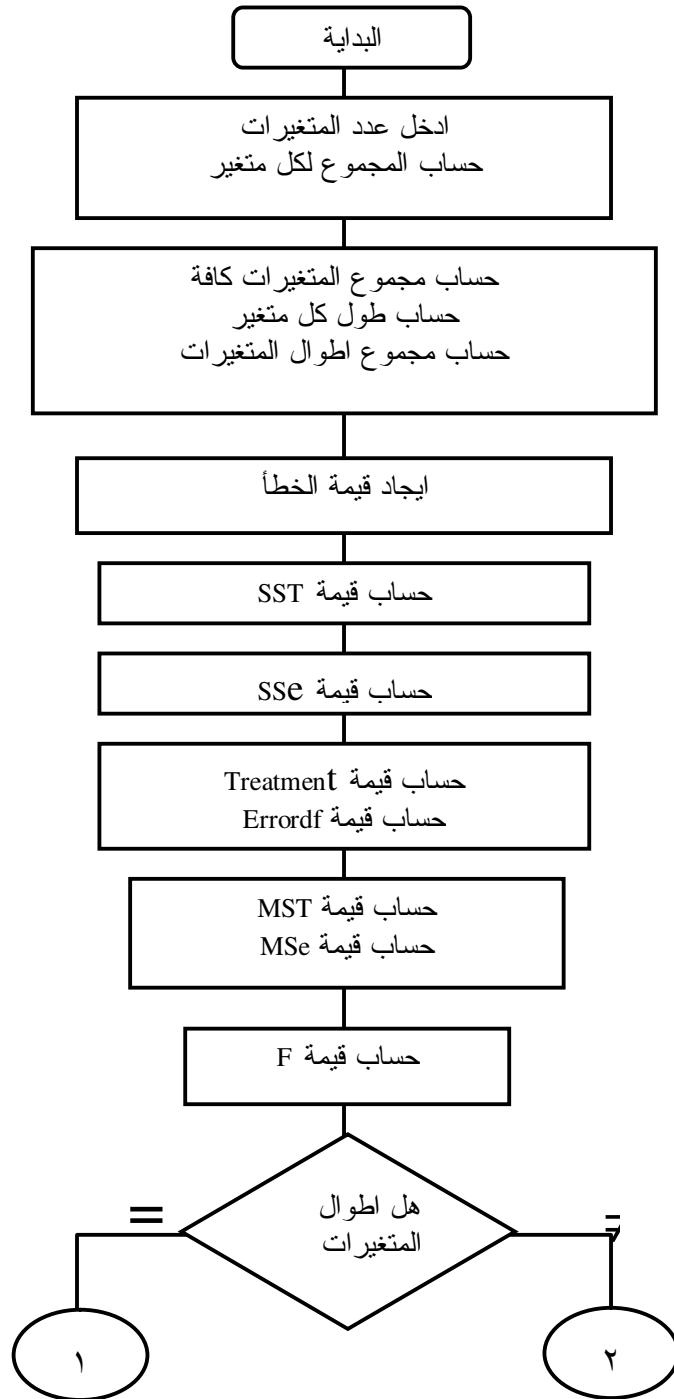 البداية
ادخل عدد المتغيرات
حساب المجموع لكل متغير
حساب مجموع المتغيرات كافة
حساب طول كل متغير
حساب مجموع اطوال المتغيرات
ايجاد قيمة الخطأ
حساب قيمة SST
حساب قيمة SSe
حساب قيمة Treatment
حساب قيمة Errordf
حساب قيمة MST
حساب قيمة MSe
حساب قيمة F
هل اطوال
المتغيرات
=
١
٢